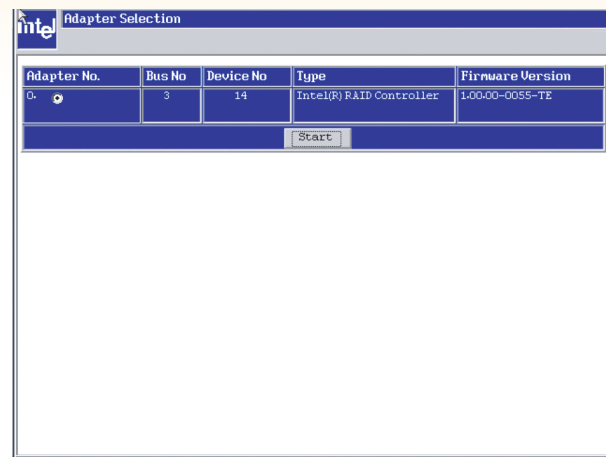 intel
Adapter Selection
Adapter No. Bus No Device No Type Firmware Version
0. 3 14 Intel(R) RAID Controller 1.00.00-0055-TE
Start